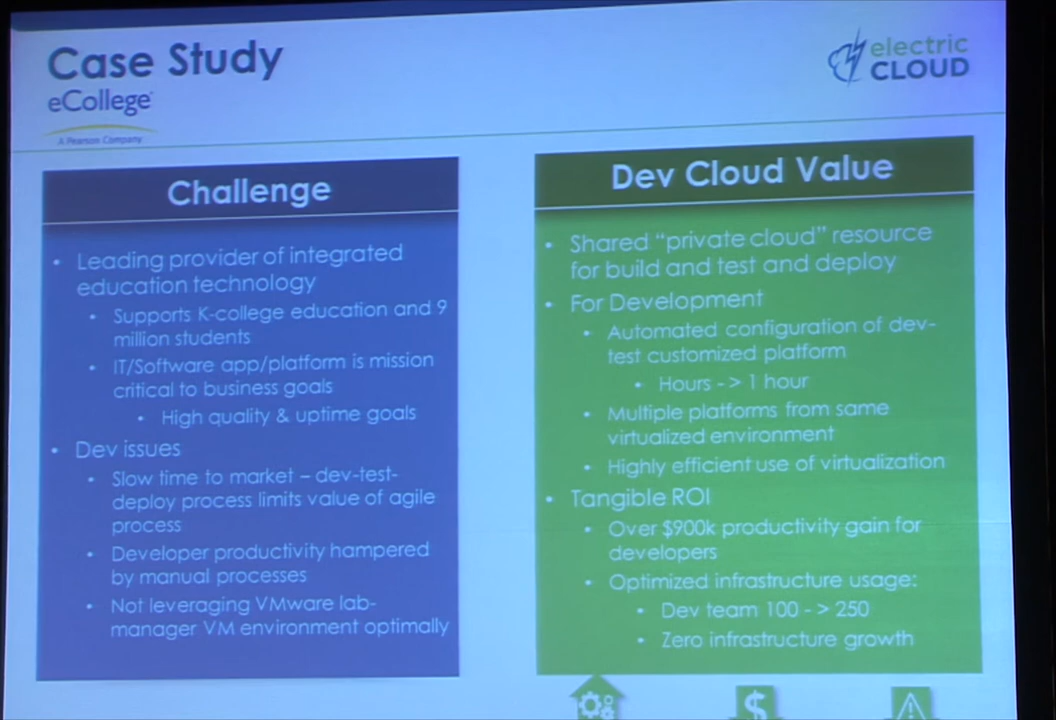 Case Study
eCollege
A Pearson Company
electric
CLOUD
Challenge
• Leading provider of integrated
education technology
• Supports K-college education and 9
million students
• IT/Software app/platform is mission
critical to business goals
• High quality & uptime goals
• Dev issues
• Slow time to market – dev-test-
deploy process limits value of agile
process
• Developer productivity hampered
by manual processes
• Not leveraging VMware lab-
manager VM environment optimally
Dev Cloud Value
• Shared "private cloud" resource
for build and test and deploy
• For Development
• Automated configuration of dev-
test customized platform
• Hours - > 1 hour
• Multiple platforms from same
virtualized environment
• Highly efficient use of virtualization
• Tangible ROI
• Over $900k productivity gain for
developers
• Optimized infrastructure usage:
• Dev team 100 - > 250
• Zero infrastructure growth
$